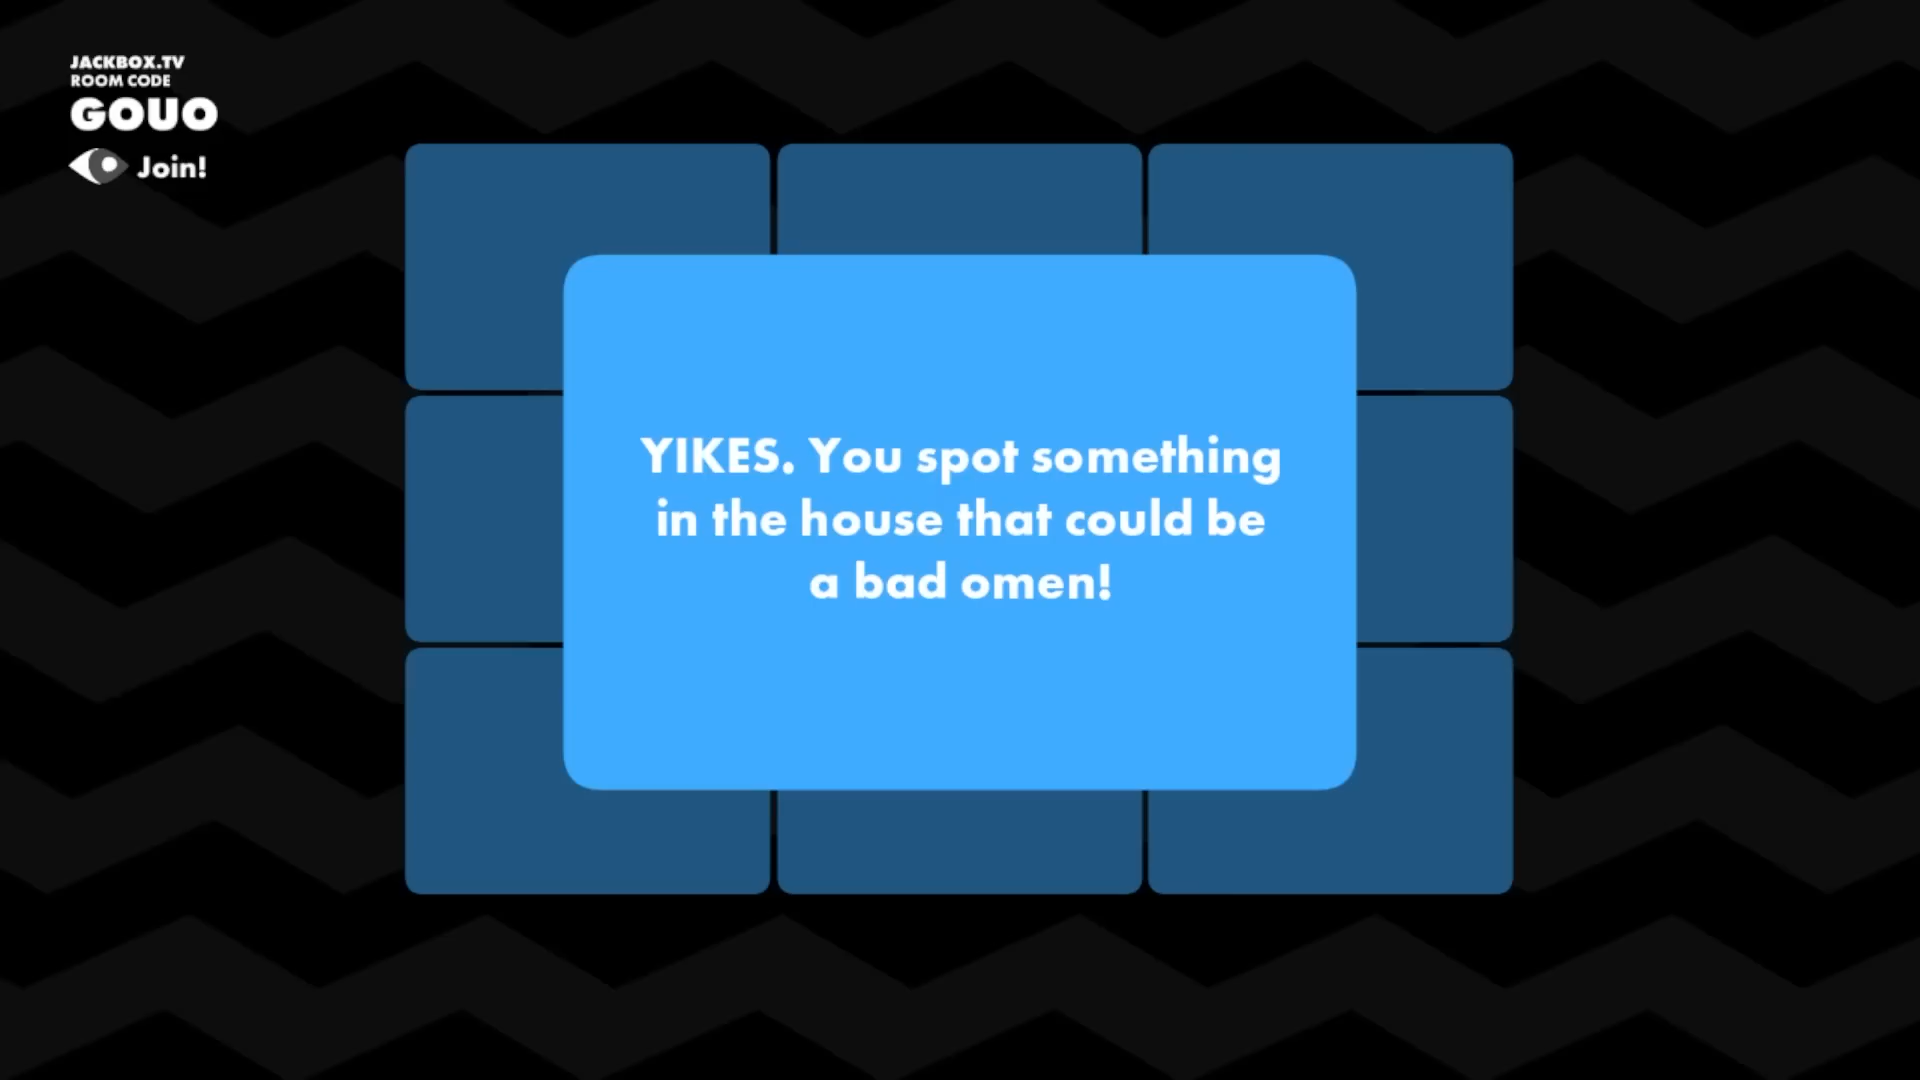 JACKBOX.TV
ROOM CODE
GOUO
Join!
YIKES. You spot something
in the house that could be
a bad omen!